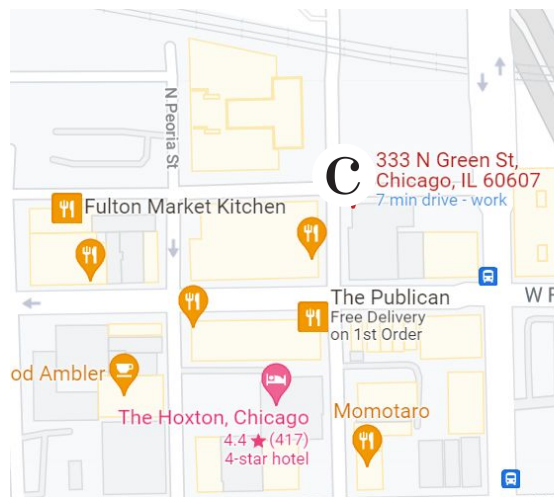 N Peoria St
C
333 N Green St,
Chicago, IL 60607
7 min drive - work
Fulton Market Kitchen
The Publican
Free Delivery
on 1st Order
W F
od Ambler
The Hoxton, Chicago
4.4 ★ (417)
4-star hotel
Momotaro